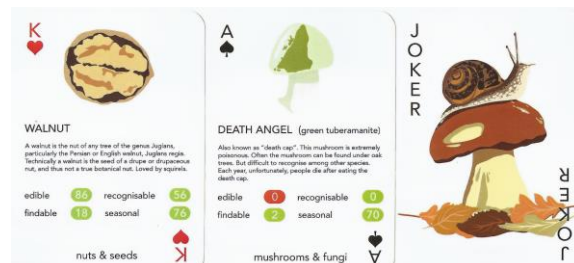 K
WALNUT
A walnut is the nut of any tree of the genus Juglans,
particularly the Persian or English walnut, Juglans regia.
Technically a walnut is the seed of a drupe or drupaceous
nut, and thus not a true botanical nut. Loved by squirels.
edible 86 recognisable 56
findable 18 seasonal 76
nuts & seeds
K
A
DEATH ANGEL (green tuberamanite)
Also known as "death cap". This mushroom is extremely
poisonous. Often the mushroom can be found under oak
trees. But difficult to recognise among other species.
Each year, unfortunately, people die after eating the
death cap.
edible 0 recognisable 0
findable 2 seasonal 70
mushrooms & fungi
A
JOKER
JOKER